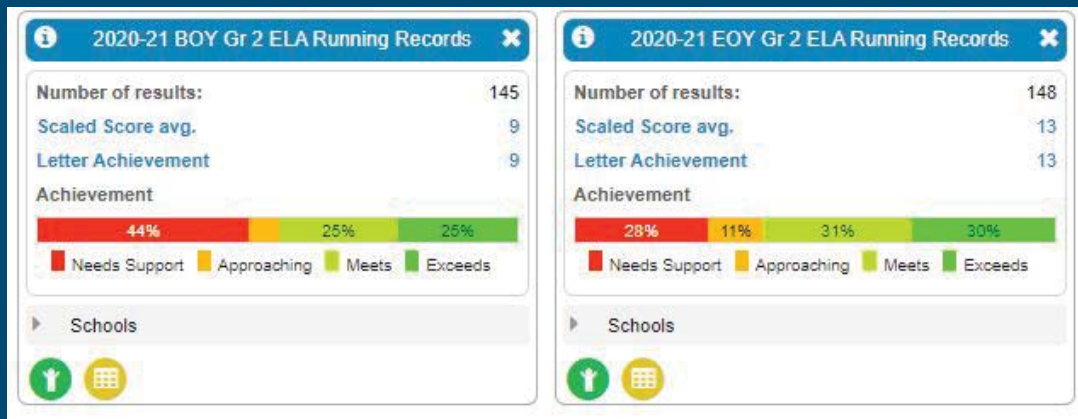 2020-21 BOY Gr 2 ELA Running Records
Number of results: 145
Scaled Score avg. 9
Letter Achievement 9
Achievement
44% 25% 25%
Needs Support Approaching Meets Exceeds
Schools
2020-21 EOY Gr 2 ELA Running Records
Number of results: 148
Scaled Score avg. 13
Letter Achievement 13
Achievement
28% 11% 31% 30%
Needs Support Approaching Meets Exceeds
Schools